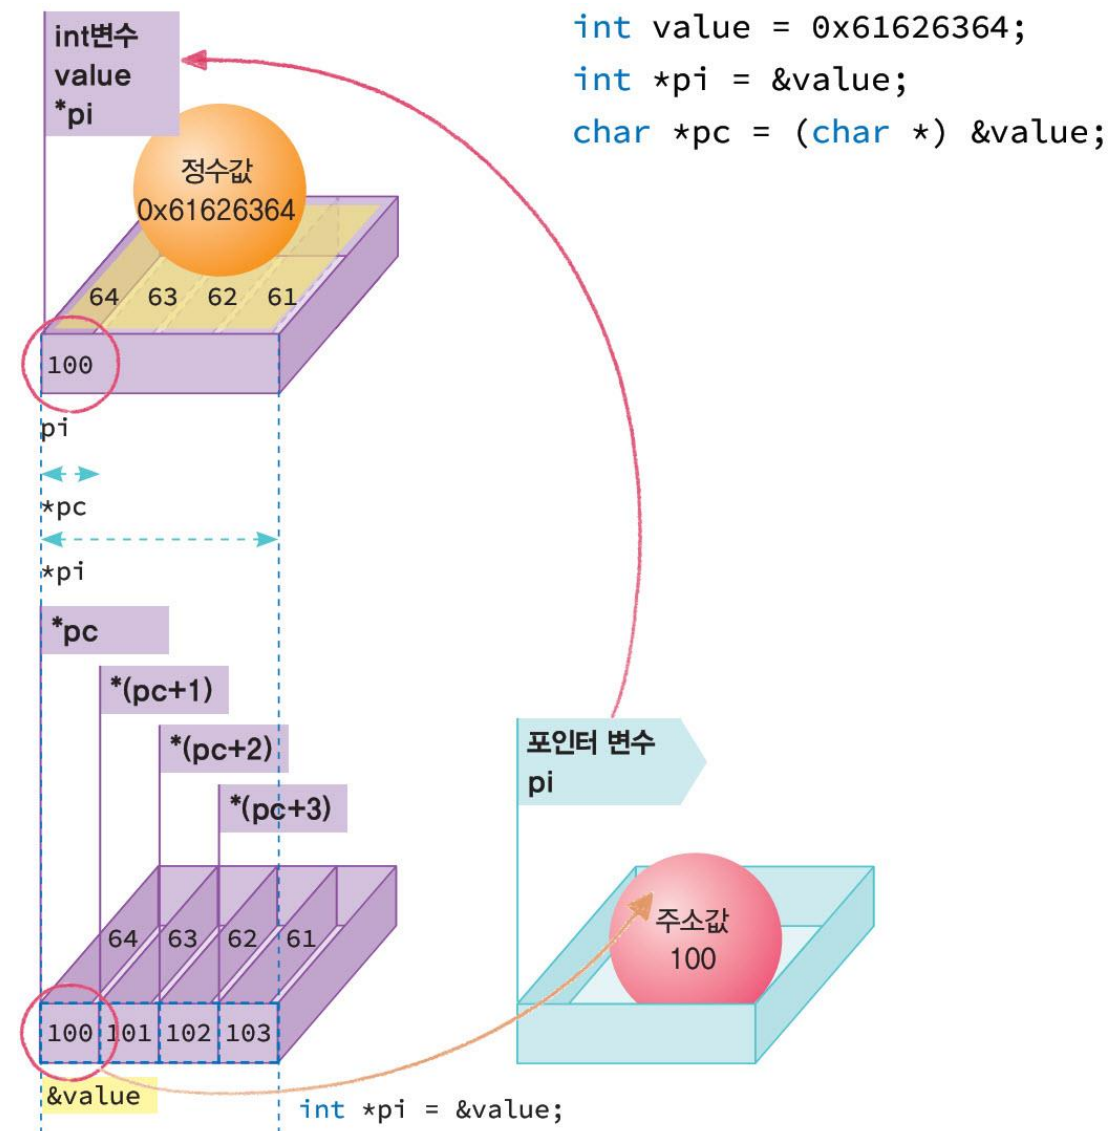 int value = 0x61626364;
int *pi = &value;
char *pc = (char *) &value;
int변수
value
*pi
정수값
0x61626364
64 63 62 61
100
pi
*pc
*pi
*pc
*(pc+1)
*(pc+2)
*(pc+3)
포인터 변수
pi
64 63 62 61
주소값
100
100 101 102 103
&value
int *pi = &value;